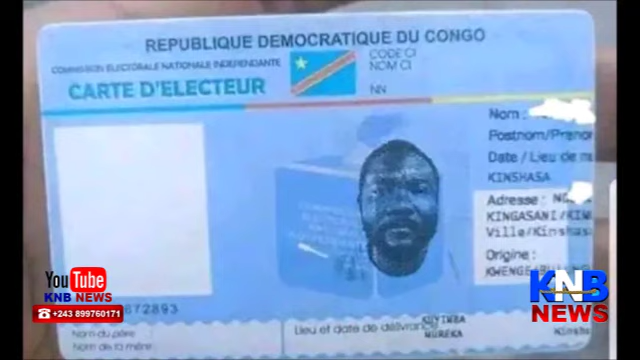 REPUBLIQUE DEMOCRATIQUE DU CONGO
COMMISSION ELECTORALE NATIONALE INDEPENDANTE
CARTE D'ELECTEUR
CODE CI
NOM CI
NN
Nom :
Postnom/Prenom
Date / Lieu de
KINSHASA
Adresse :
KINGASANI/
Ville/Kinshas
Origine :
672893
Nom du père
Nom de la mère
Lieu et date de délivrance
YouTube
KNB NEWS
+243 899760171
KNB
NEWS